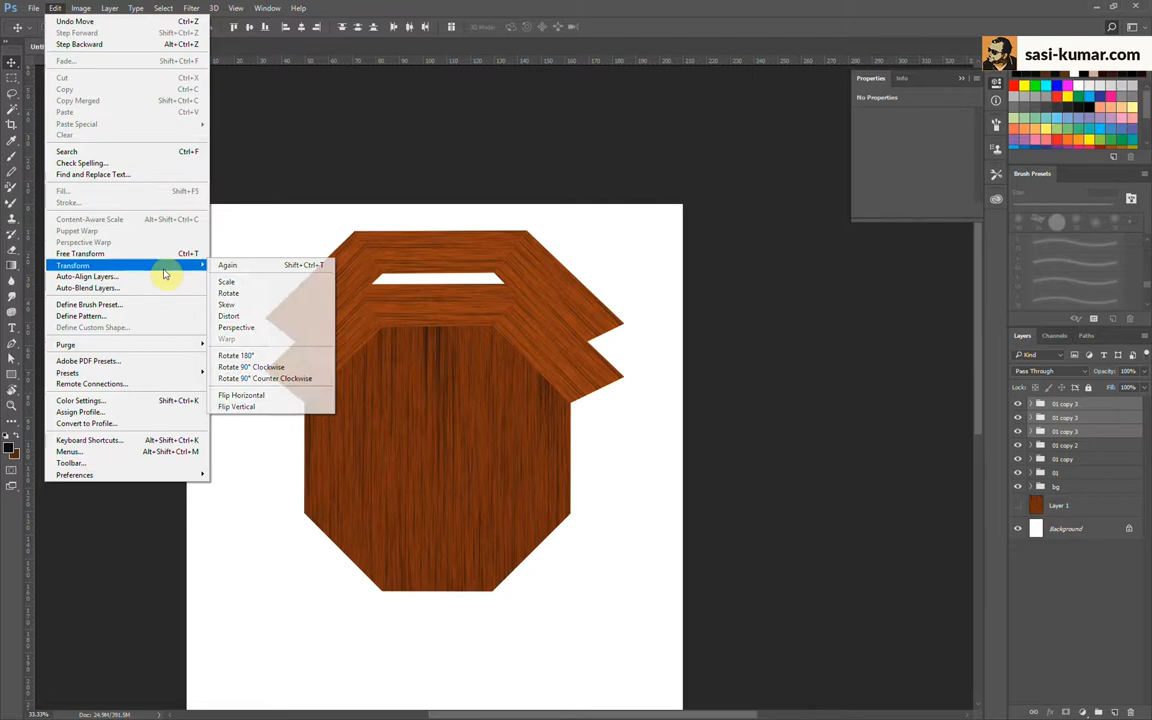 Ps File Edit Image Layer Type Select Filter 3D View Window Help
sasi-kumar.com
Undo Move Ctrl+Z
Step Forward Shift+Ctrl+Z
Step Backward Alt+Ctrl+Z
Fade... Shift+Ctrl+F
Cut Ctrl+X
Copy Ctrl+C
Copy Merged Shift+Ctrl+C
Paste Ctrl+V
Paste Special
Clear
Search Ctrl+F
Check Spelling...
Find and Replace Text...
Fill... Shift+F5
Stroke...
Content-Aware Scale Alt+Shift+Ctrl+C
Puppet Warp
Perspective Warp
Free Transform Ctrl+T
Transform
Auto-Align Layers...
Auto-Blend Layers...
Define Brush Preset...
Define Pattern...
Define Custom Shape...
Purge
Adobe PDF Presets...
Presets
Remote Connections...
Color Settings... Shift+Ctrl+K
Assign Profile...
Convert to Profile...
Keyboard Shortcuts... Alt+Shift+Ctrl+K
Menus... Alt+Shift+Ctrl+M
Toolbar...
Preferences
Again Shift+Ctrl+T
Scale
Rotate
Skew
Distort
Perspective
Warp
Rotate 180°
Rotate 90° Clockwise
Rotate 90° Counter Clockwise
Flip Horizontal
Flip Vertical
3D Mode:
Properties Info
No Properties
Brush Presets
Size:
Layers Channels Paths
Kind
Pass Through Opacity: 100%
Lock: Fill: 100%
01 copy 3
01 copy 3
01 copy 3
01 copy 2
01 copy
01
bg
Layer 1
Background
33.33% Doc: 24.9M/391.5M